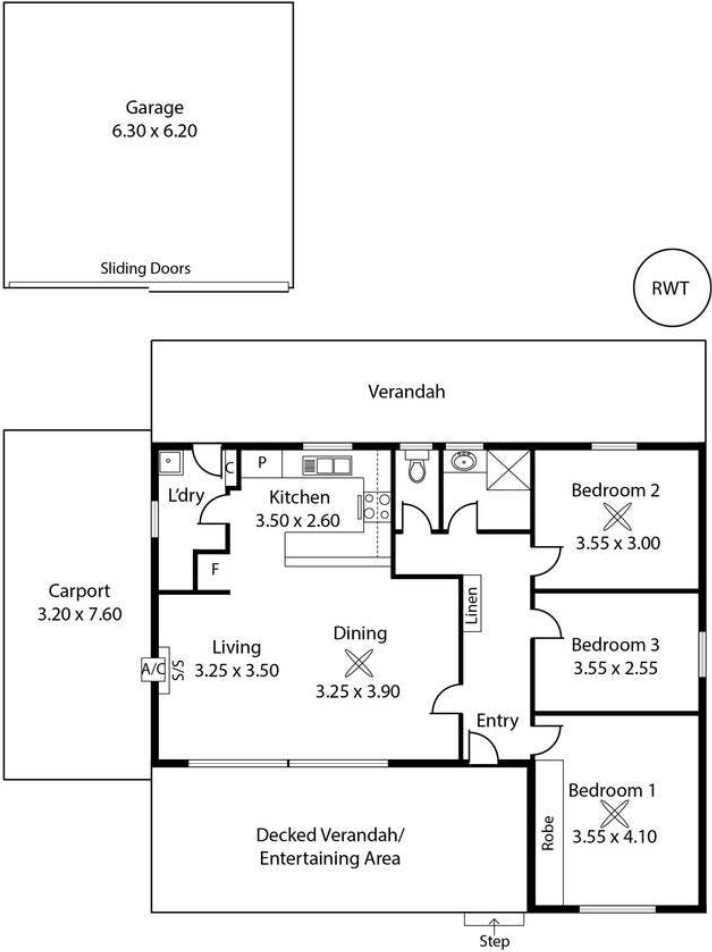 Garage
6.30 x 6.20
Sliding Doors
RWT
Verandah
C
P
L'dry
Kitchen
3.50 x 2.60
F
Bedroom 2
3.55 x 3.00
Carport
3.20 x 7.60
Linen
Living
3.25 x 3.50
A/C
S/S
Dining
3.25 x 3.90
Bedroom 3
3.55 x 2.55
Entry
Bedroom 1
3.55 x 4.10
Robe
Decked Verandah/
Entertaining Area
Step